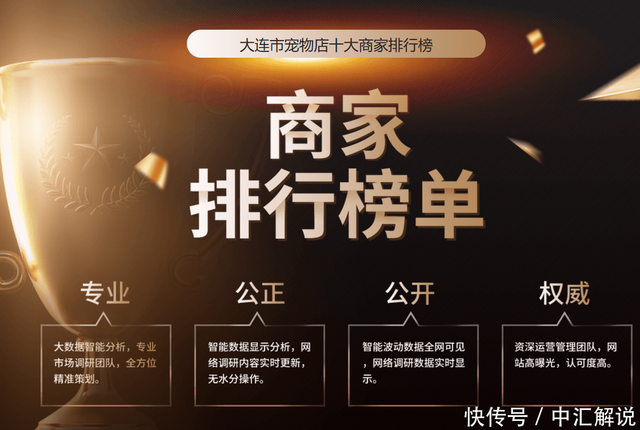 大连市宠物店十大商家排行榜
商家
排行榜单
专业
大数据智能分析，专业
市场调研团队，全方位
精准策划。
公正
智能数据显示分析，网
络调研内容实时更新，
无水分操作。
公开
智能波动数据全网可见
，网络调研数据实时显
示。
权威
资深运营管理团队，网
站高曝光，认可度高。
快传号 / 中汇解说